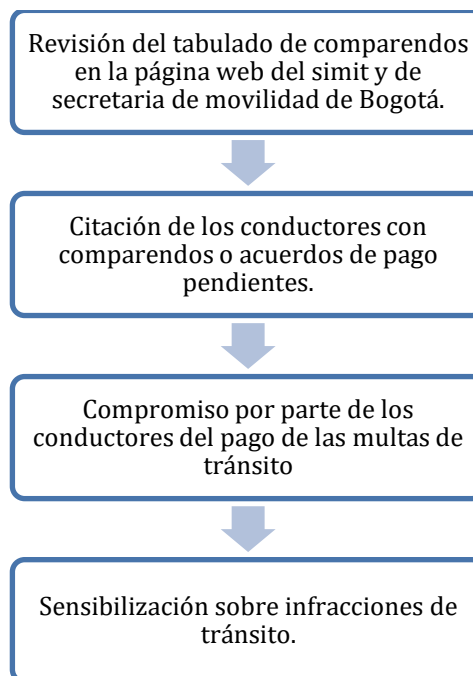 Revisión del tabulado de comparendos
en la página web del simit y de
secretaria de movilidad de Bogotá.
Citación de los conductores con
comparendos o acuerdos de pago
pendientes.
Compromiso por parte de los
conductores del pago de las multas de
tránsito
Sensibilización sobre infracciones de
tránsito.